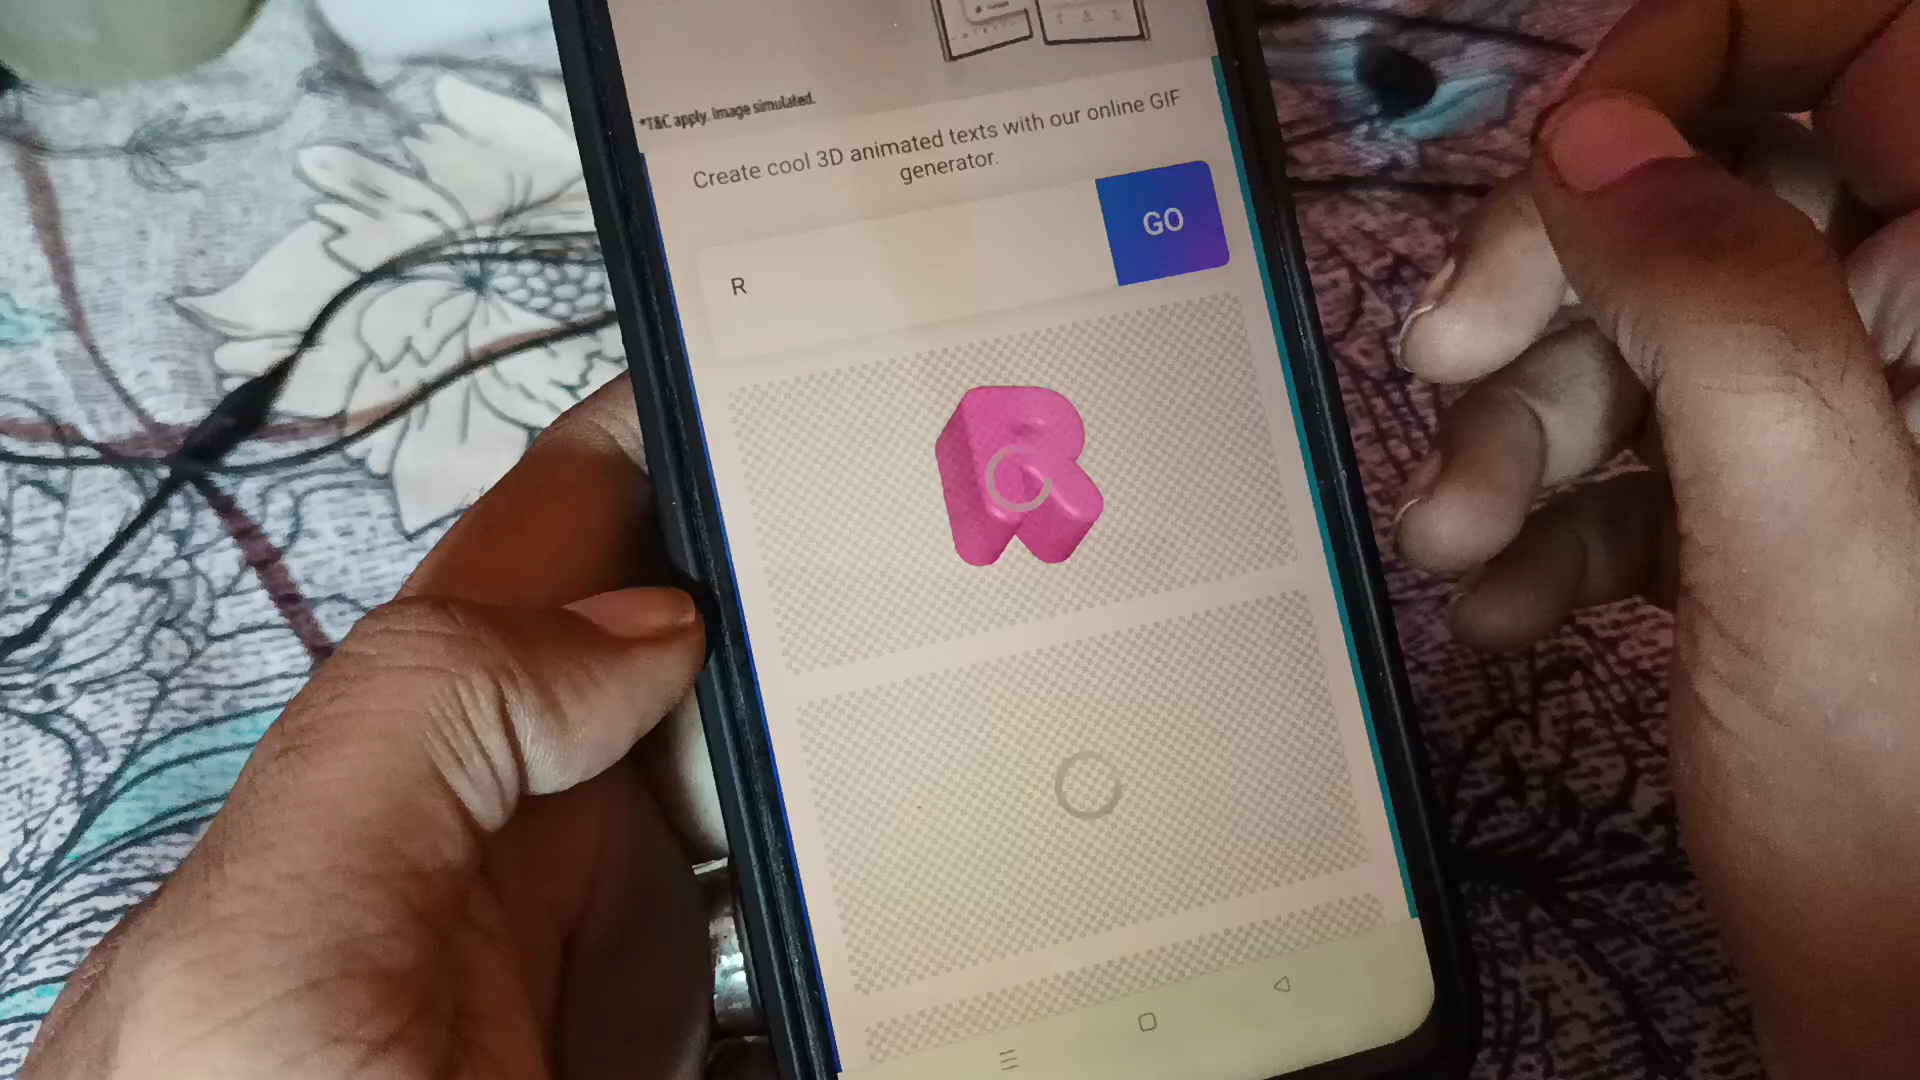 *T&C apply. Image simulated.
Create cool 3D animated texts with our online GIF
generator.
GO
R
R